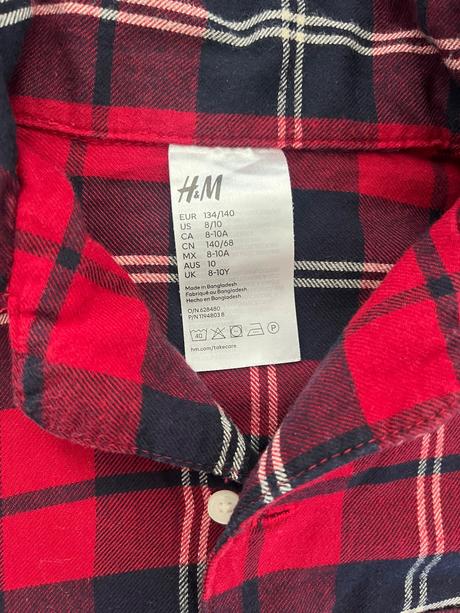 H&M
EUR 134/140
US 8/10
CA 8-10A
CN 140/68
MX 8-10A
AUS 10
UK 8-10Y
Made in Bangladesh
Fabriqué au Bangladesh
Hecho en Bangladesh
O/N 628480
P/N 1194803 8
40 P
hm.com/takecare